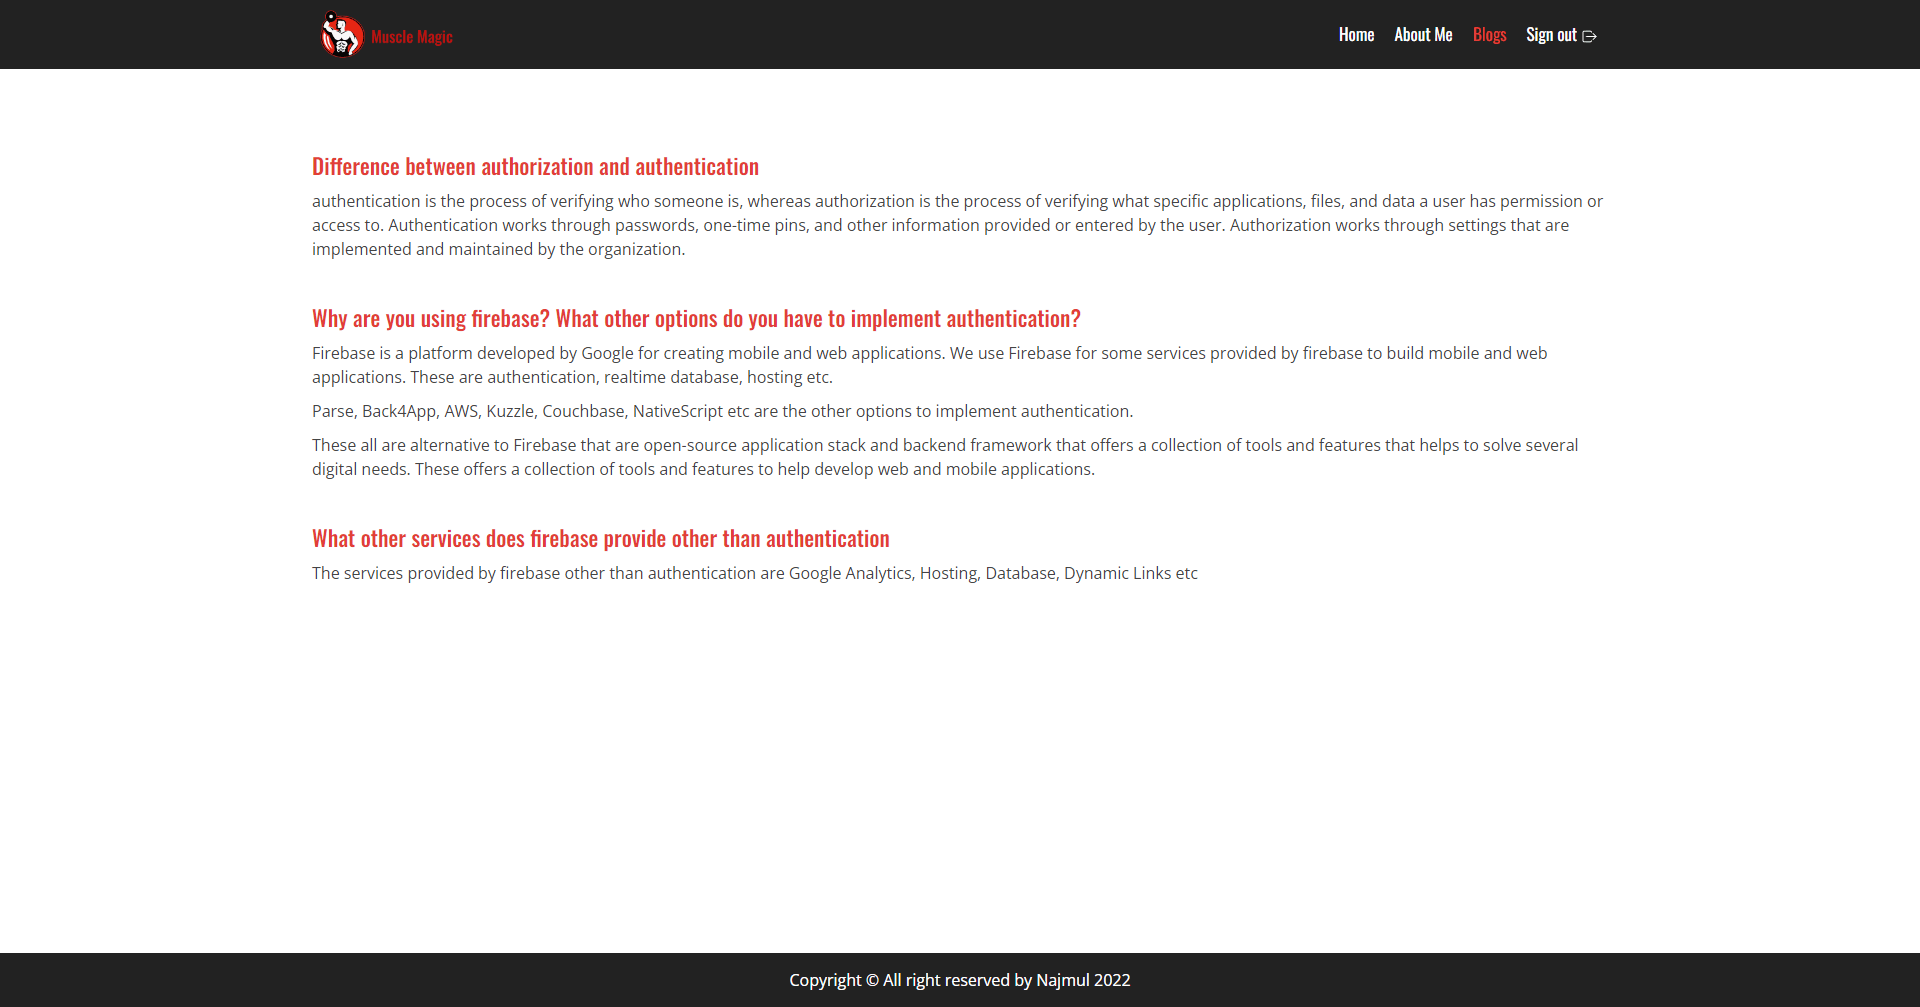 Muscle Magic
Home About Me Blogs Sign out
Difference between authorization and authentication
authentication is the process of verifying who someone is, whereas authorization is the process of verifying what specific applications, files, and data a user has permission or
access to. Authentication works through passwords, one-time pins, and other information provided or entered by the user. Authorization works through settings that are
implemented and maintained by the organization.
Why are you using firebase? What other options do you have to implement authentication?
Firebase is a platform developed by Google for creating mobile and web applications. We use Firebase for some services provided by firebase to build mobile and web
applications. These are authentication, realtime database, hosting etc.
Parse, Back4App, AWS, Kuzzle, Couchbase, NativeScript etc are the other options to implement authentication.
These all are alternative to Firebase that are open-source application stack and backend framework that offers a collection of tools and features that helps to solve several
digital needs. These offers a collection of tools and features to help develop web and mobile applications.
What other services does firebase provide other than authentication
The services provided by firebase other than authentication are Google Analytics, Hosting, Database, Dynamic Links etc
Copyright © All right reserved by Najmul 2022